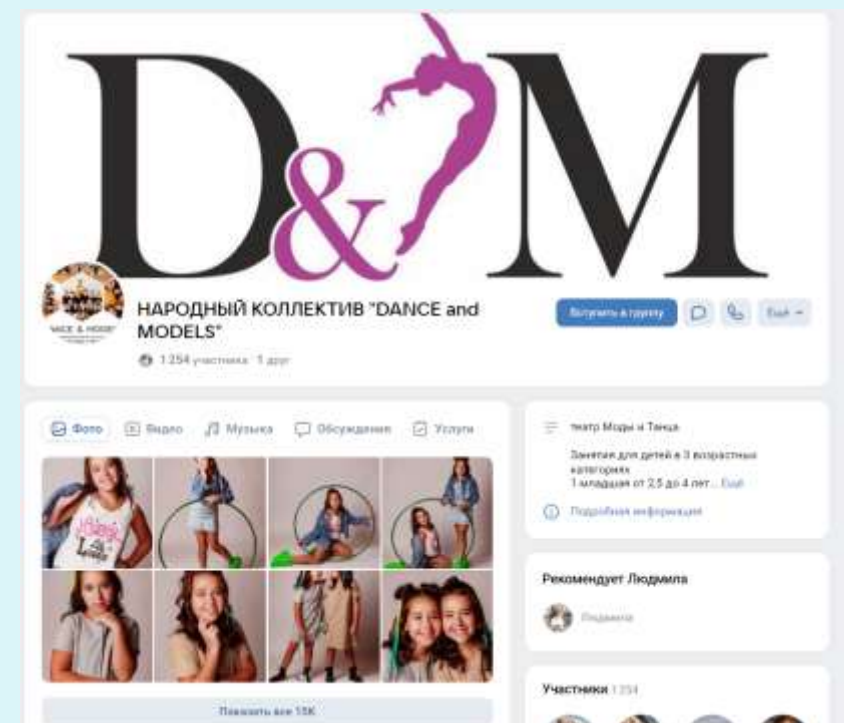 D&M
НАРОДНЫЙ КОЛЛЕКТИВ "DANCE and
MODELS"
1 254 участника · 1 друг
Вступить в группу
Ещё
Фото
Видео
Музыка
Обсуждения
Услуги
Показать все 15K
театр Моды и Танца
Занятия для детей в 3 возрастных
категориях
1 младшая от 2,5 до 4 лет... Ещё
Подробная информация
Рекомендует Людмила
Людмила
Участники 1 254